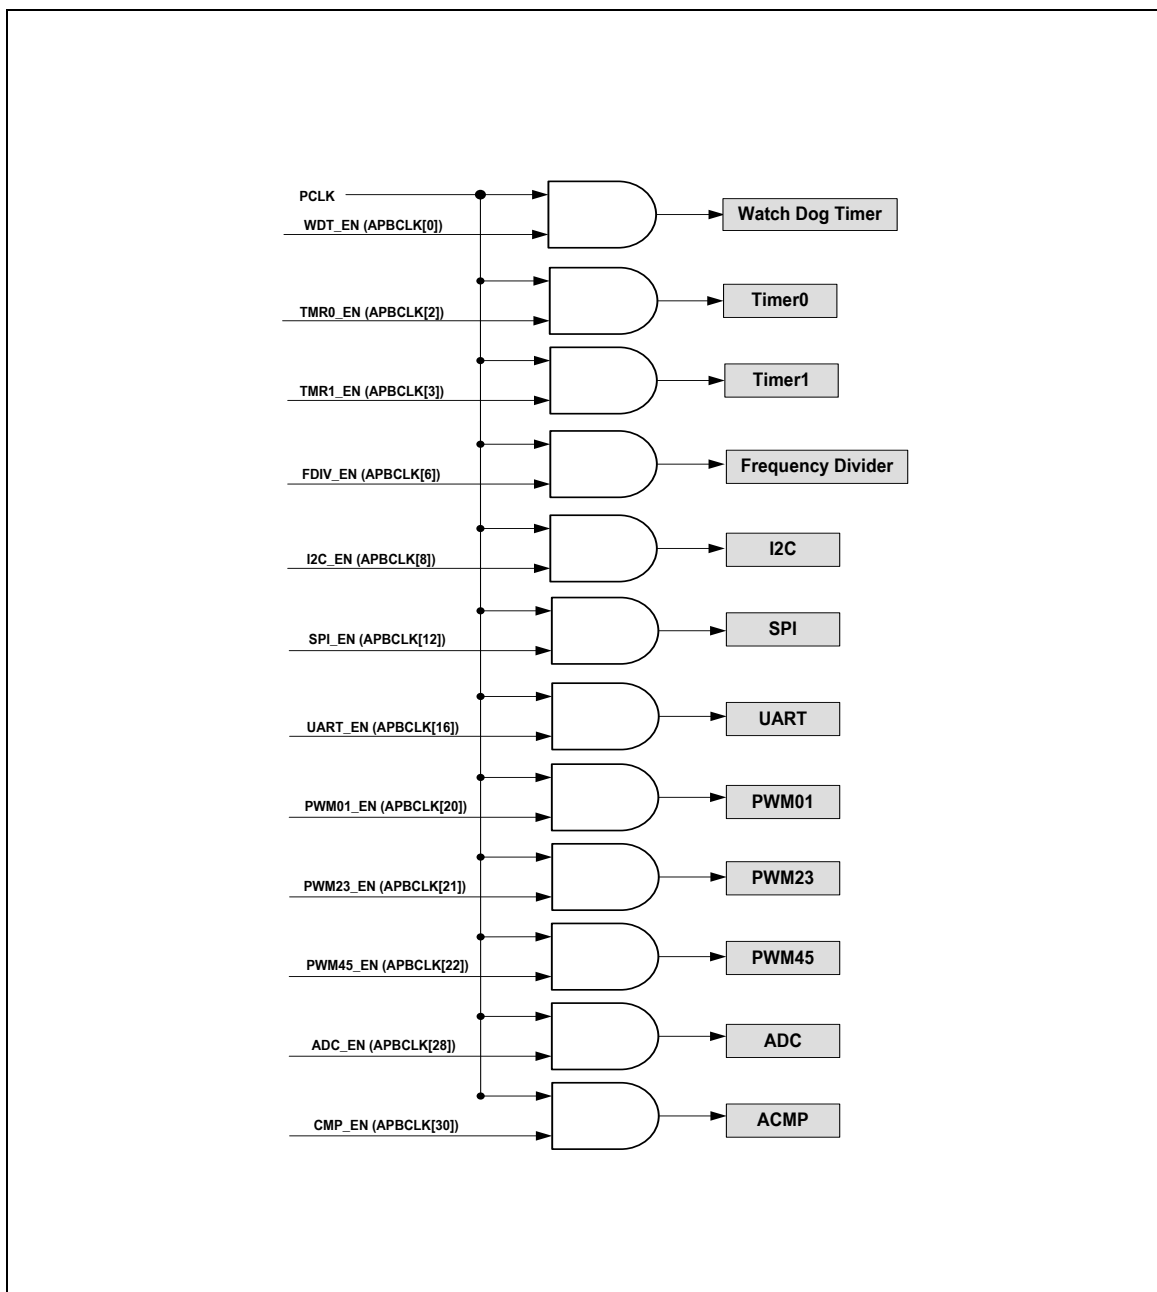 PCLK
WDT_EN (APBCLK[0])
Watch Dog Timer
TMR0_EN (APBCLK[2])
Timer0
TMR1_EN (APBCLK[3])
Timer1
FDIV_EN (APBCLK[6])
Frequency Divider
I2C_EN (APBCLK[8])
I2C
SPI_EN (APBCLK[12])
SPI
UART_EN (APBCLK[16])
UART
PWM01_EN (APBCLK[20])
PWM01
PWM23_EN (APBCLK[21])
PWM23
PWM45_EN (APBCLK[22])
PWM45
ADC_EN (APBCLK[28])
ADC
CMP_EN (APBCLK[30])
ACMP